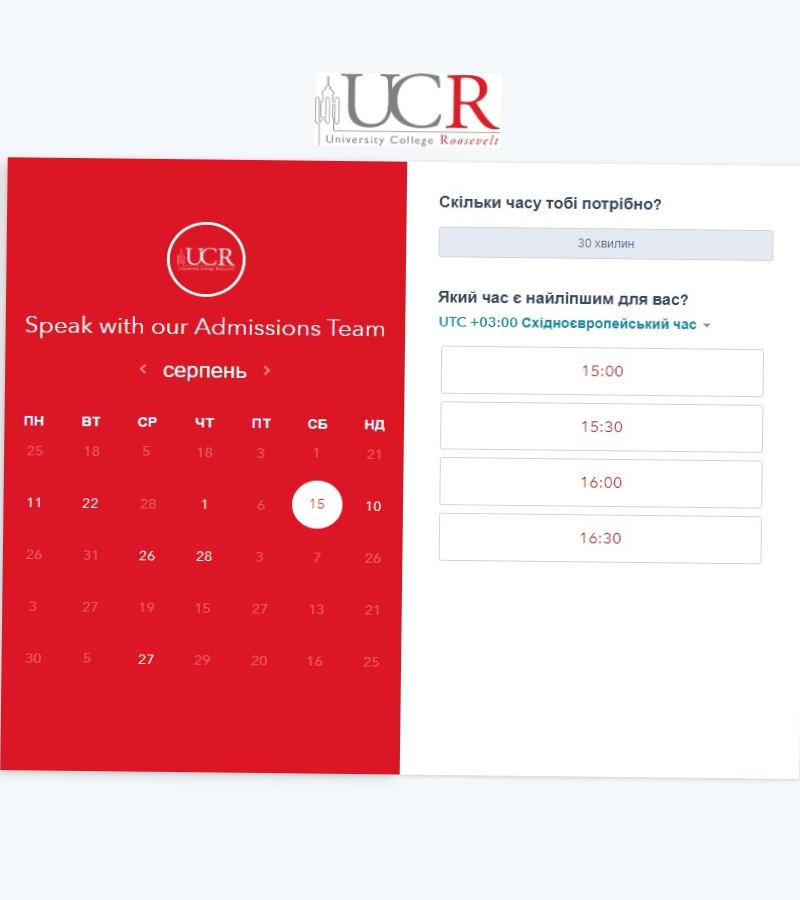 UCR
University College Roosevelt
UCR
Speak with our Admissions Team
серпень
ПН ВТ СР ЧТ ПТ СБ НД
25 18 5 18 3 1 21
11 22 28 1 6 15 10
26 31 26 28 3 7 26
3 27 19 15 27 13 21
30 5 27 29 20 16 25
Скільки часу тобі потрібно?
30 хвилин
Який час є найліпшим для вас?
UTC +03:00 Східноєвропейський час
15:00
15:30
16:00
16:30